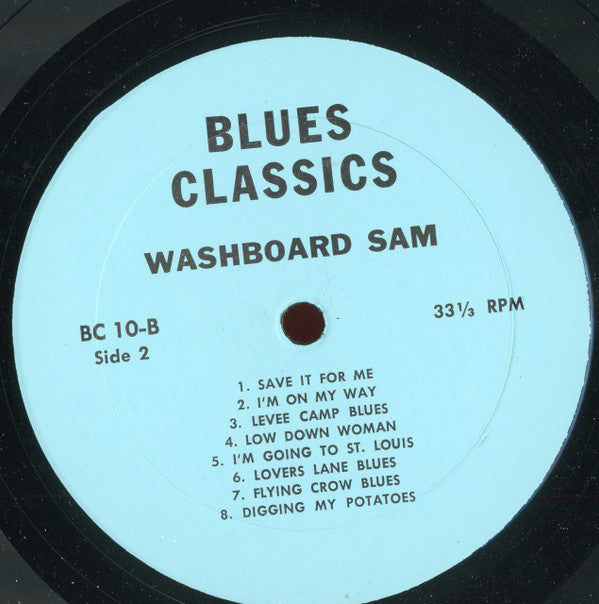 BLUES
CLASSICS
WASHBOARD SAM
BC 10-B
Side 2
33 1/3 RPM
1. SAVE IT FOR ME
2. I'M ON MY WAY
3. LEVEE CAMP BLUES
4. LOW DOWN WOMAN
5. I'M GOING TO ST. LOUIS
6. LOVERS LANE BLUES
7. FLYING CROW BLUES
8. DIGGING MY POTATOES